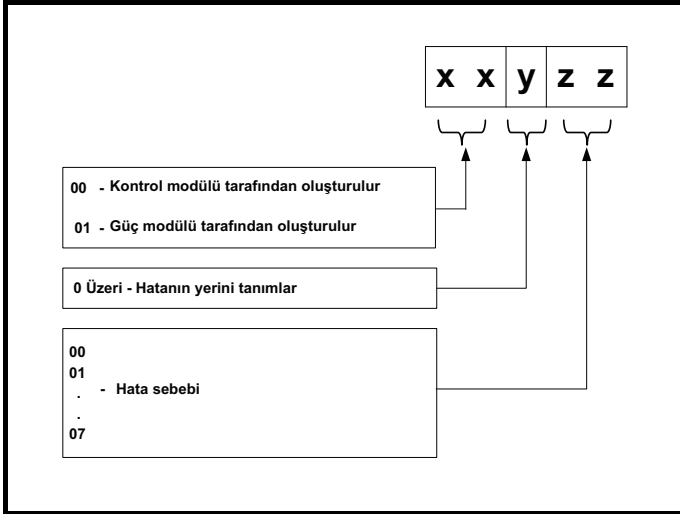 x x y z z
00 - Kontrol modülü tarafından oluşturulur
01 - Güç modülü tarafından oluşturulur
0 Üzeri - Hatanın yerini tanımlar
00
01
. - Hata sebebi
.
07